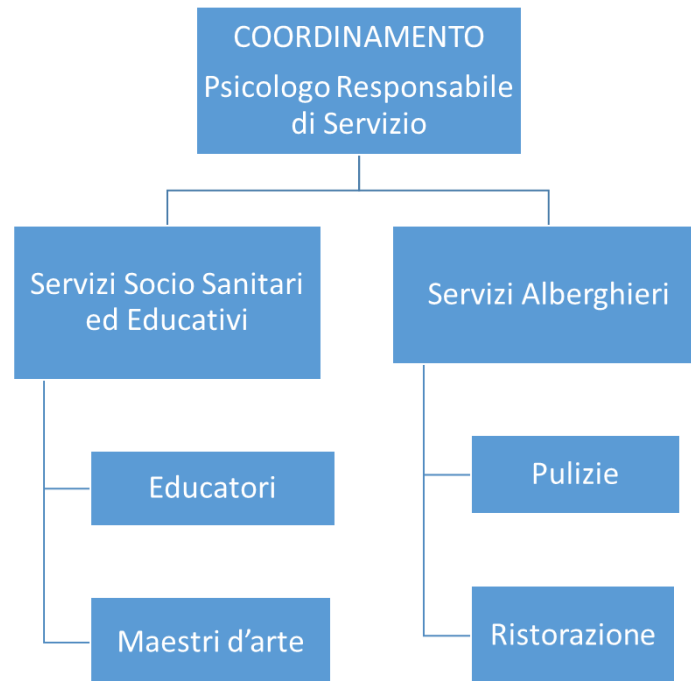 COORDINAMENTO
Psicologo Responsabile
di Servizio
Servizi Socio Sanitari
ed Educativi
Servizi Alberghieri
Educatori
Pulizie
Maestri d’arte
Ristorazione